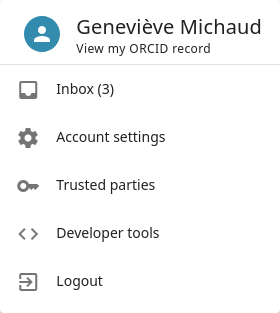 Geneviève Michaud
View my ORCID record
Inbox (3)
Account settings
Trusted parties
Developer tools
Logout